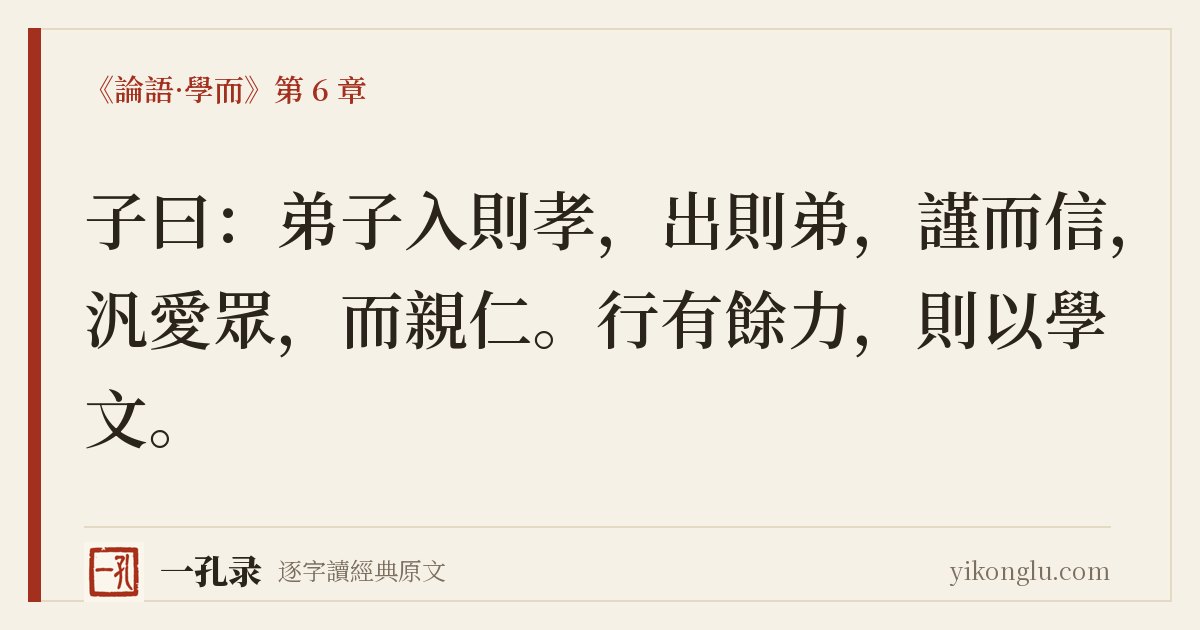 《論語·學而》第 6 章
子曰：弟子入則孝，出則弟，謹而信，
汎愛眾，而親仁。行有餘力，則以學
文。
一孔
一孔录 逐字讀經典原文
yikonglu.com